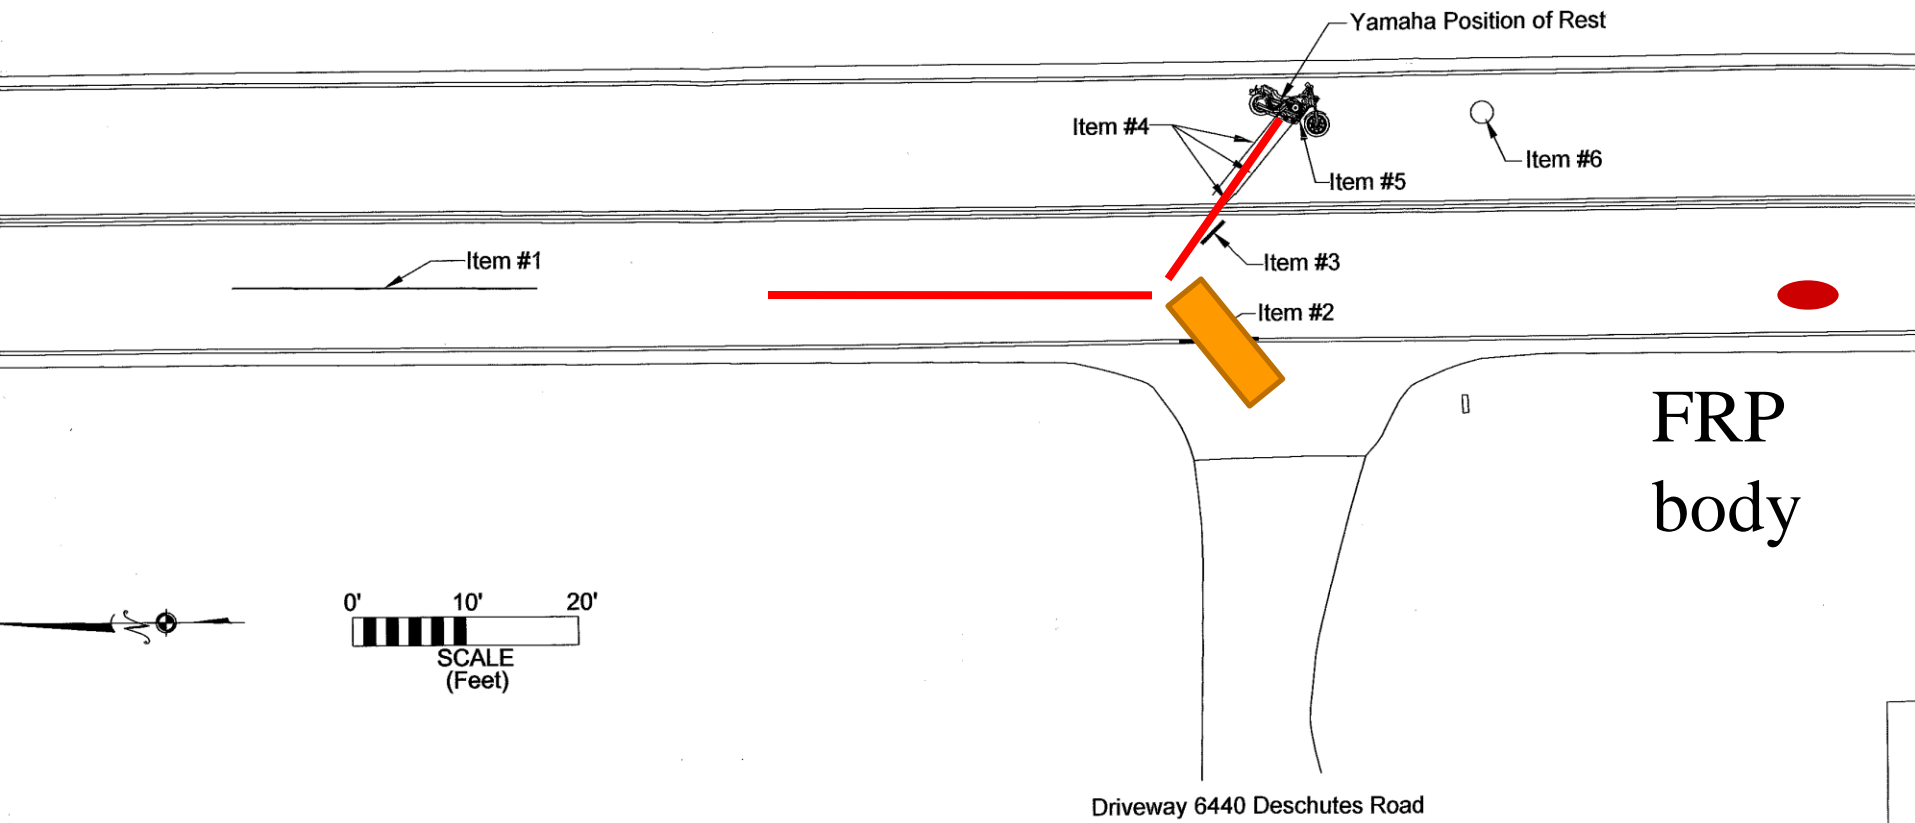 Yamaha Position of Rest
Item #4
Item #6
Item #5
Item #1
Item #3
Item #2
FRP
body
N
0' 10' 20'
SCALE
(Feet)
Driveway 6440 Deschutes Road